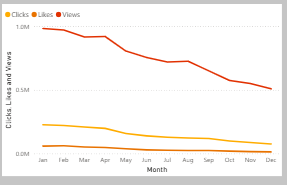 Clicks Likes Views
1.0M
0.5M
0.0M
Clicks, Likes and Views
Jan Feb Mar Apr May Jun Jul Aug Sep Oct Nov Dec
Month